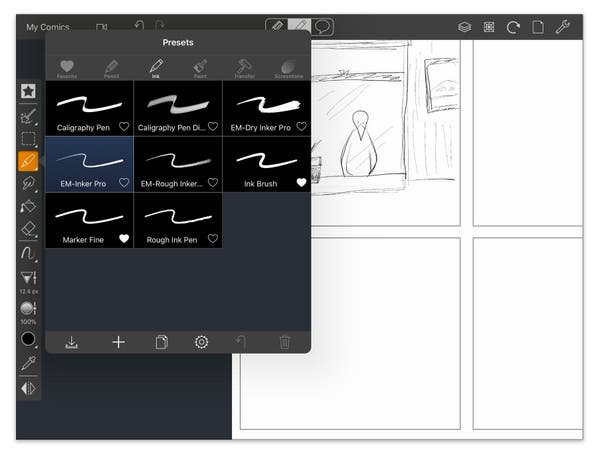 My Comics
Presets
Favorite Pencil Ink Paint Transfer Screentone
Caligraphy Pen
Caligraphy Pen Di...
EM-Dry Inker Pro
EM-Inker Pro
EM-Rough Inker...
Ink Brush
Marker Fine
Rough Ink Pen
12.4 px
100%